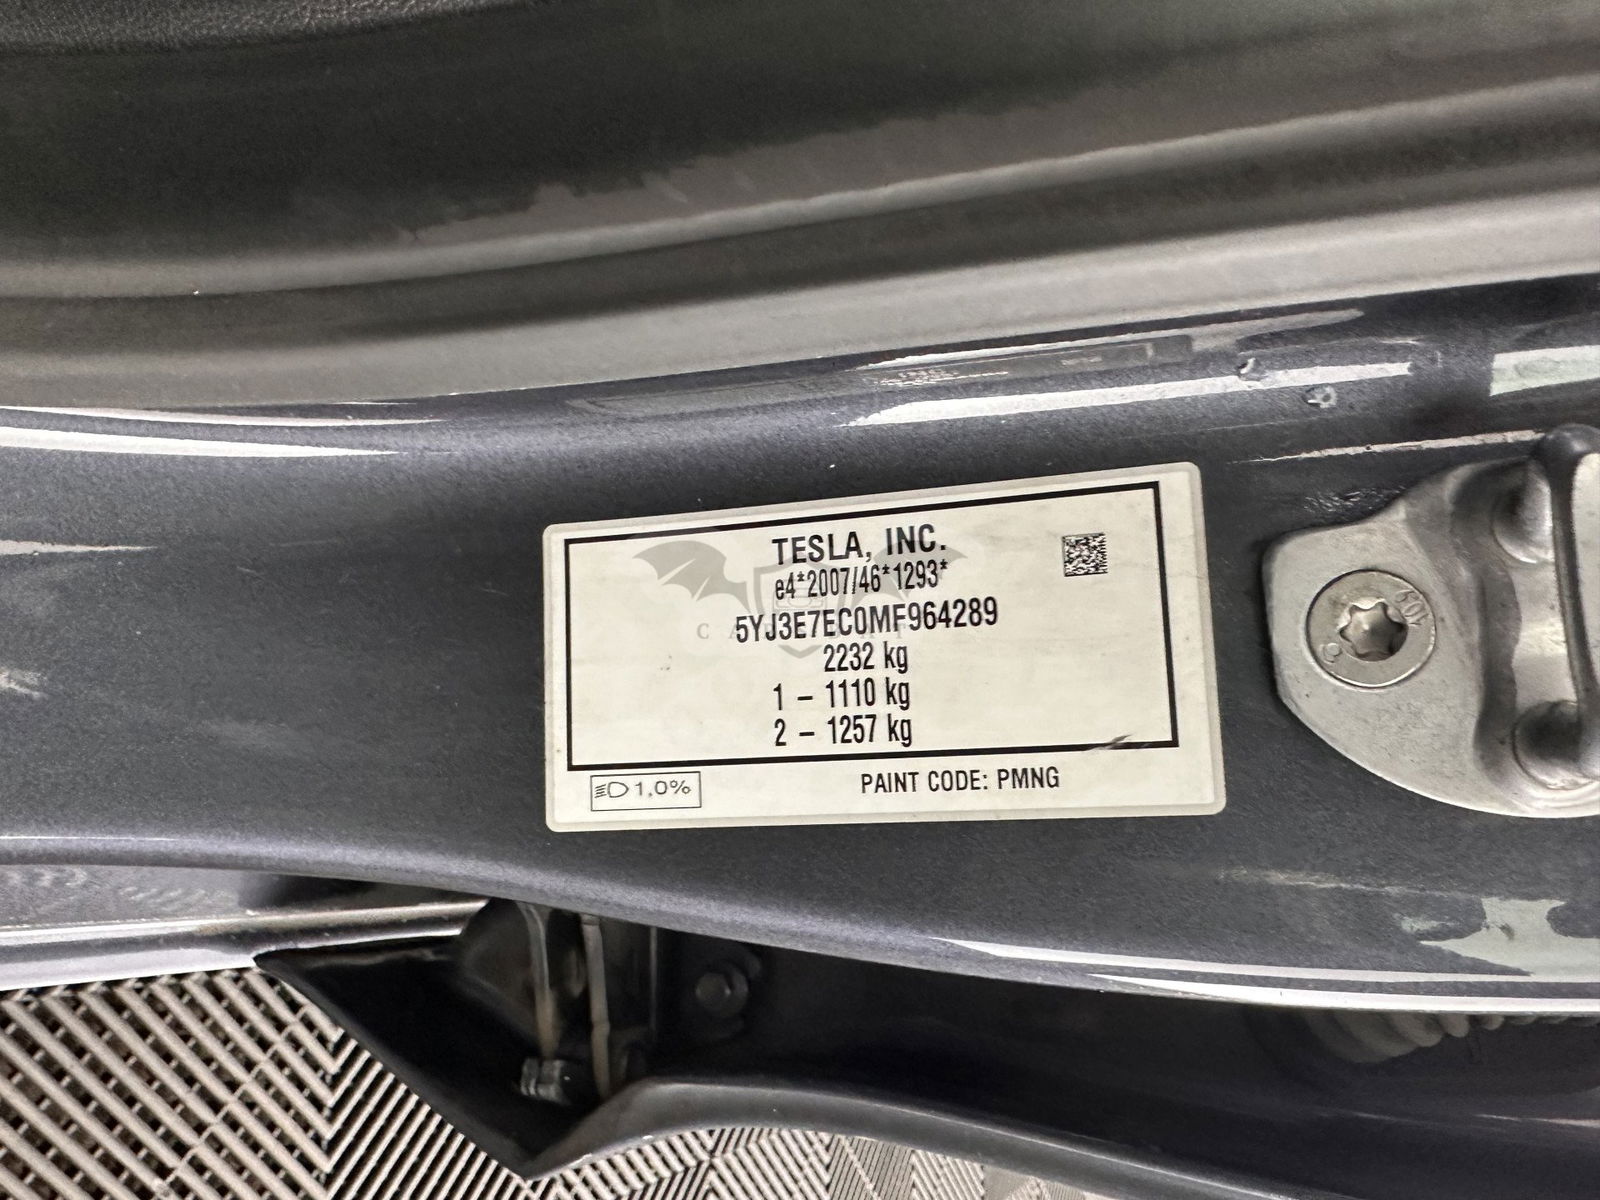 TESLA, INC.
e4*2007/46*1293*
5YJ3E7EC0MF964289
2232 kg
1 – 1110 kg
2 – 1257 kg
1,0%
PAINT CODE: PMNG